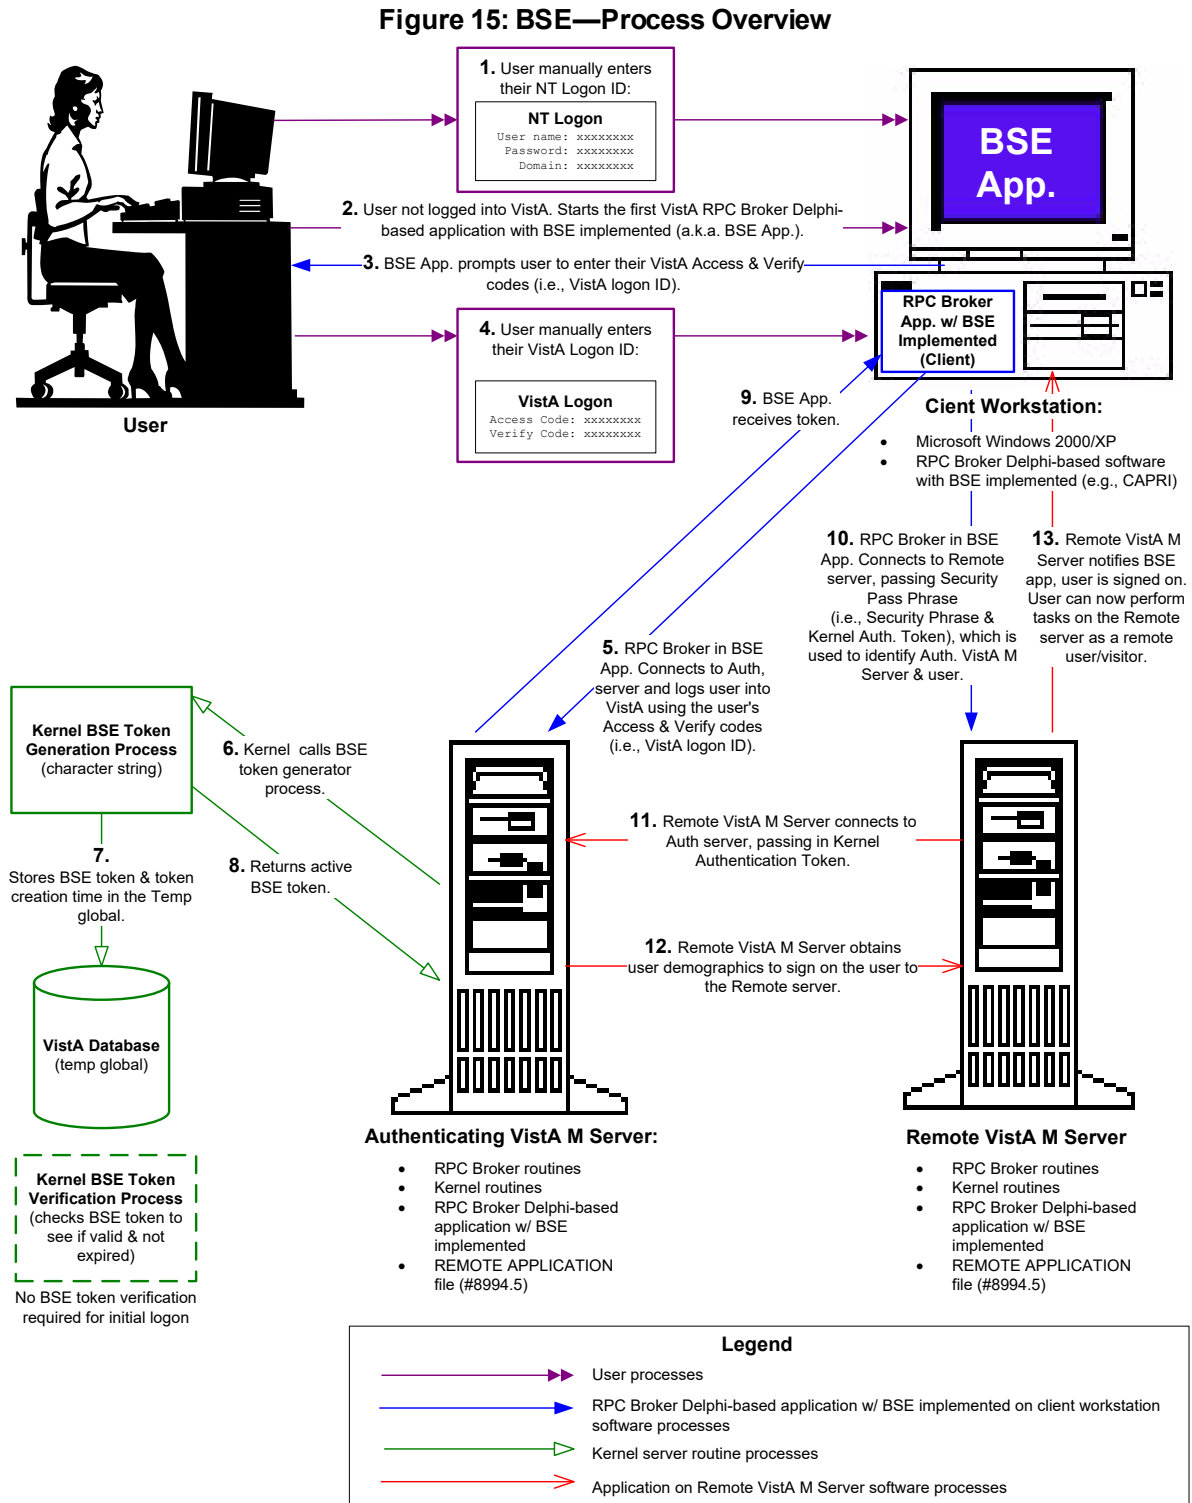 Figure 15: BSE—Process Overview
1. User manually enters
their NT Logon ID:
NT Logon
User name: xxxxxxxx
Password: xxxxxxxx
Domain: xxxxxxxx
BSE
App.
2. User not logged into VistA. Starts the first VistA RPC Broker Delphi-
based application with BSE implemented (a.k.a. BSE App.).
3. BSE App. prompts user to enter their VistA Access & Verify
codes (i.e., VistA logon ID).
RPC Broker
App. w/ BSE
Implemented
(Client)
4. User manually enters
their VistA Logon ID:
VistA Logon
Access Code: xxxxxxxx
Verify Code: xxxxxxxx
User
9. BSE App.
receives token.
Cient Workstation:
• Microsoft Windows 2000/XP
• RPC Broker Delphi-based software
with BSE implemented (e.g., CAPRI)
10. RPC Broker in BSE
App. Connects to Remote
server, passing Security
Pass Phrase
(i.e., Security Phrase &
Kernel Auth. Token), which is
used to identify Auth. VistA M
Server & user.
13. Remote VistA M
Server notifies BSE
app, user is signed on.
User can now perform
tasks on the Remote
server as a remote
user/visitor.
5. RPC Broker in BSE
App. Connects to Auth,
server and logs user into
VistA using the user's
Access & Verify codes
(i.e., VistA logon ID).
Kernel BSE Token
Generation Process
(character string)
6. Kernel calls BSE
token generator
process.
7.
Stores BSE token & token
creation time in the Temp
global.
8. Returns active
BSE token.
11. Remote VistA M Server connects to
Auth server, passing in Kernel
Authentication Token.
12. Remote VistA M Server obtains
user demographics to sign on the user to
the Remote server.
VistA Database
(temp global)
Kernel BSE Token
Verification Process
(checks BSE token to
see if valid & not
expired)
No BSE token verification
required for initial logon
Authenticating VistA M Server:
• RPC Broker routines
• Kernel routines
• RPC Broker Delphi-based
application w/ BSE
implemented
• REMOTE APPLICATION
file (#8994.5)
Remote VistA M Server
• RPC Broker routines
• Kernel routines
• RPC Broker Delphi-based
application w/ BSE
implemented
• REMOTE APPLICATION
file (#8994.5)
Legend
User processes
RPC Broker Delphi-based application w/ BSE implemented on client workstation
software processes
Kernel server routine processes
Application on Remote VistA M Server software processes